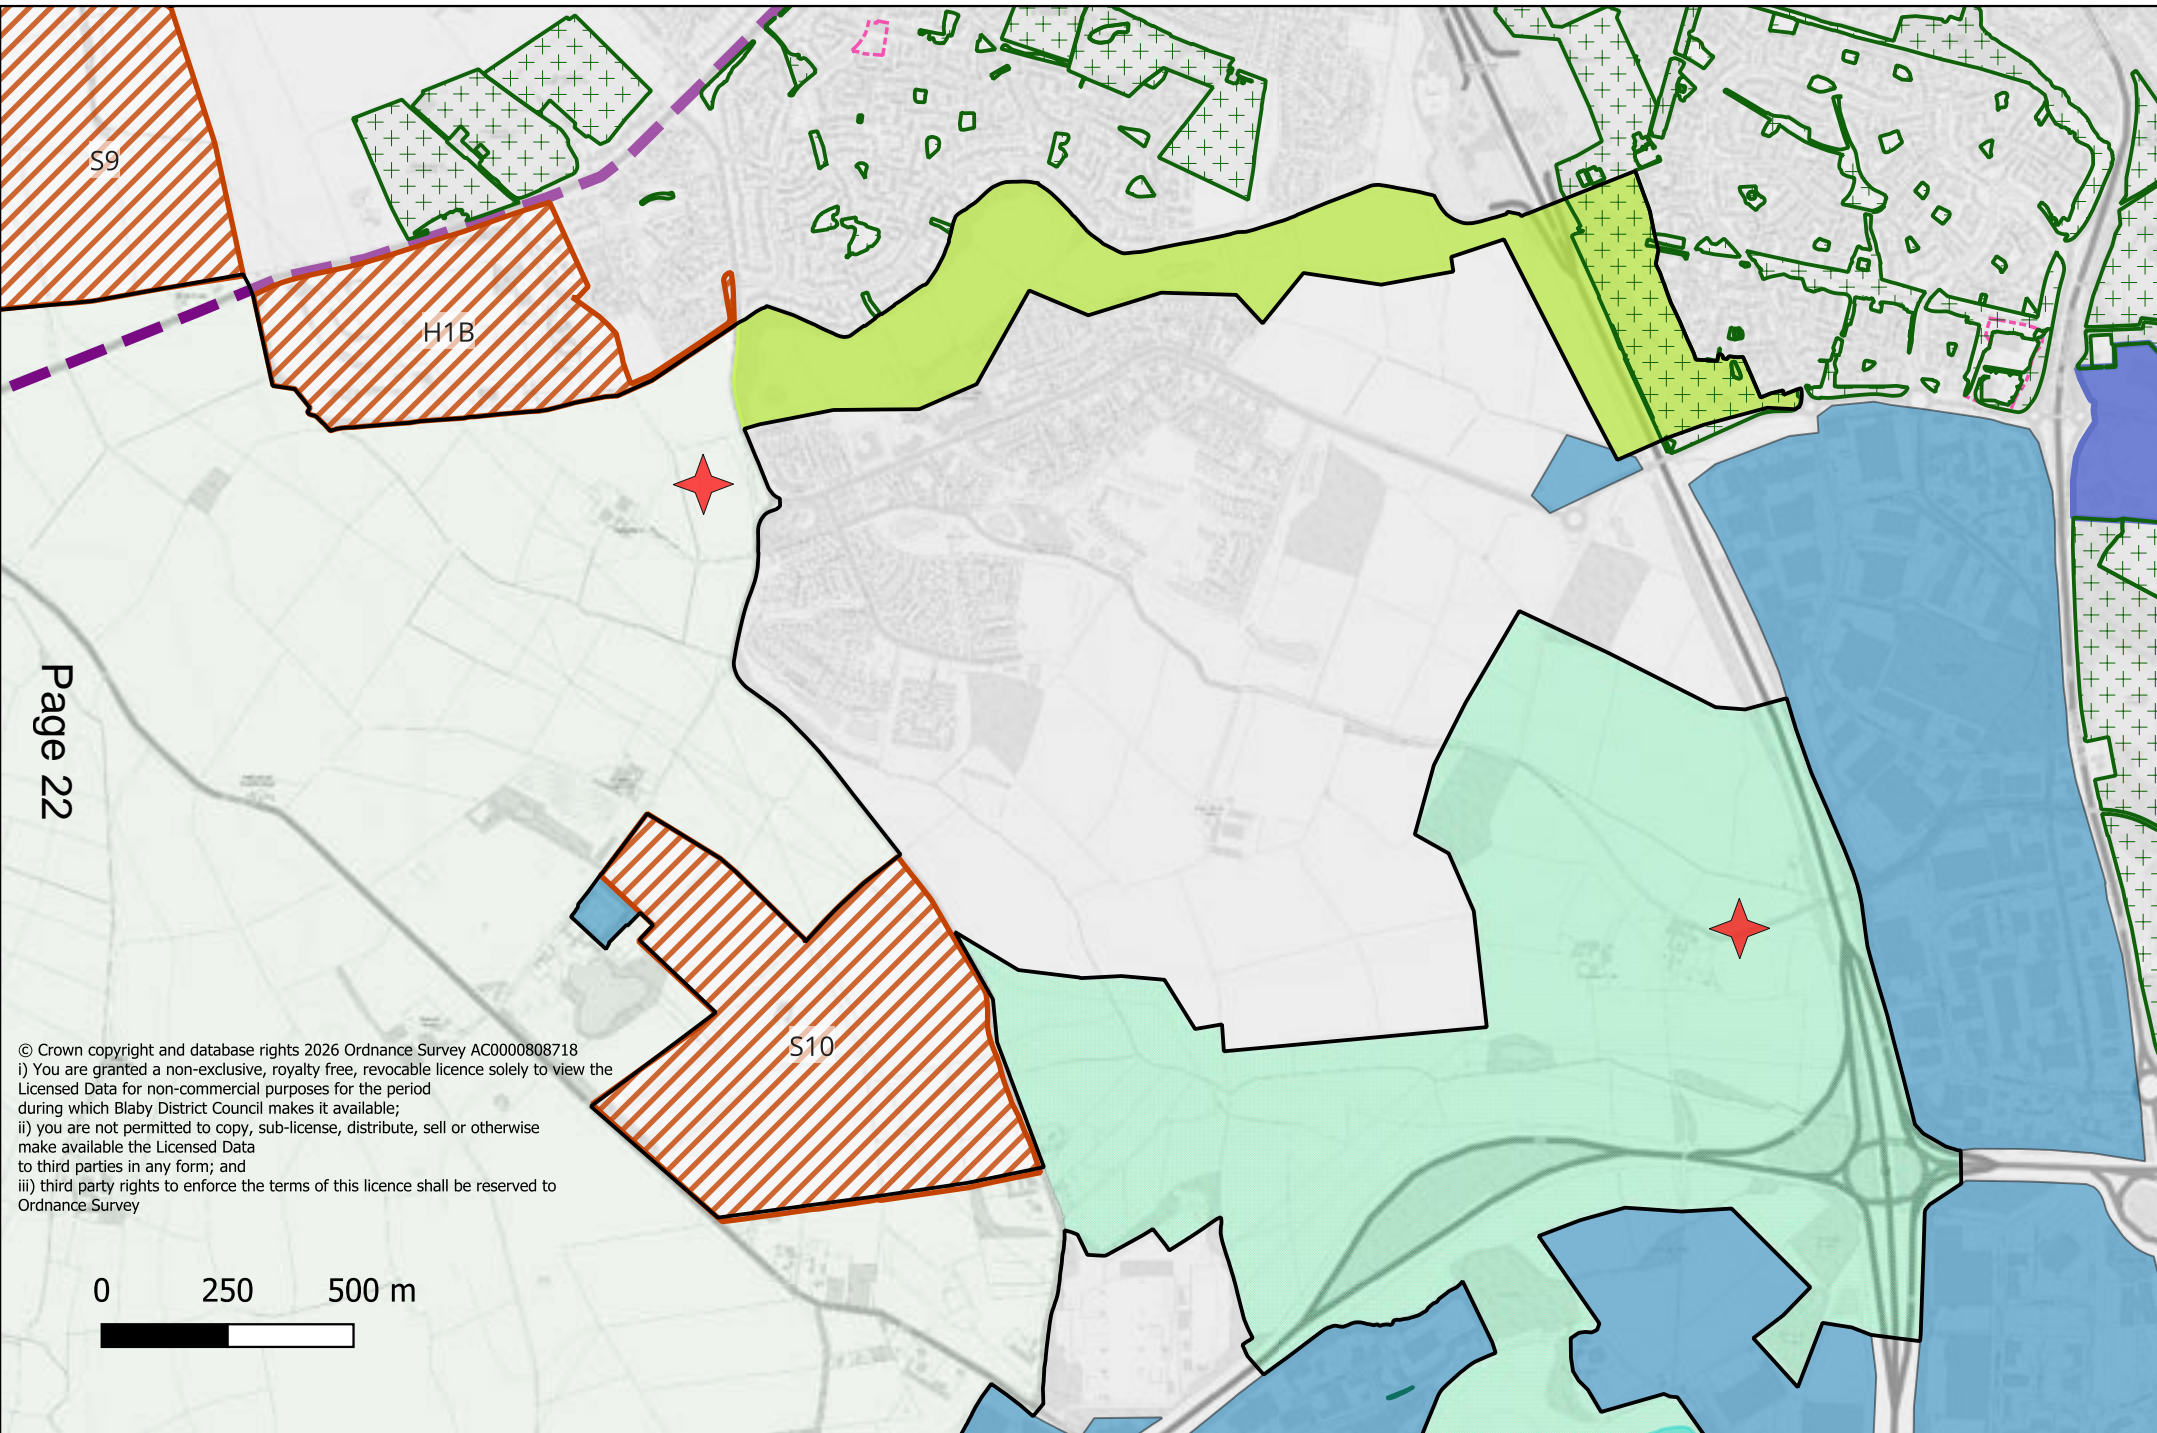 S9
H1B
Page 22
S10
© Crown copyright and database rights 2026 Ordnance Survey AC0000808718
i) You are granted a non-exclusive, royalty free, revocable licence solely to view the
Licensed Data for non-commercial purposes for the period
during which Blaby District Council makes it available;
ii) you are not permitted to copy, sub-license, distribute, sell or otherwise
make available the Licensed Data
to third parties in any form; and
iii) third party rights to enforce the terms of this licence shall be reserved to
Ordnance Survey
0 250 500 m